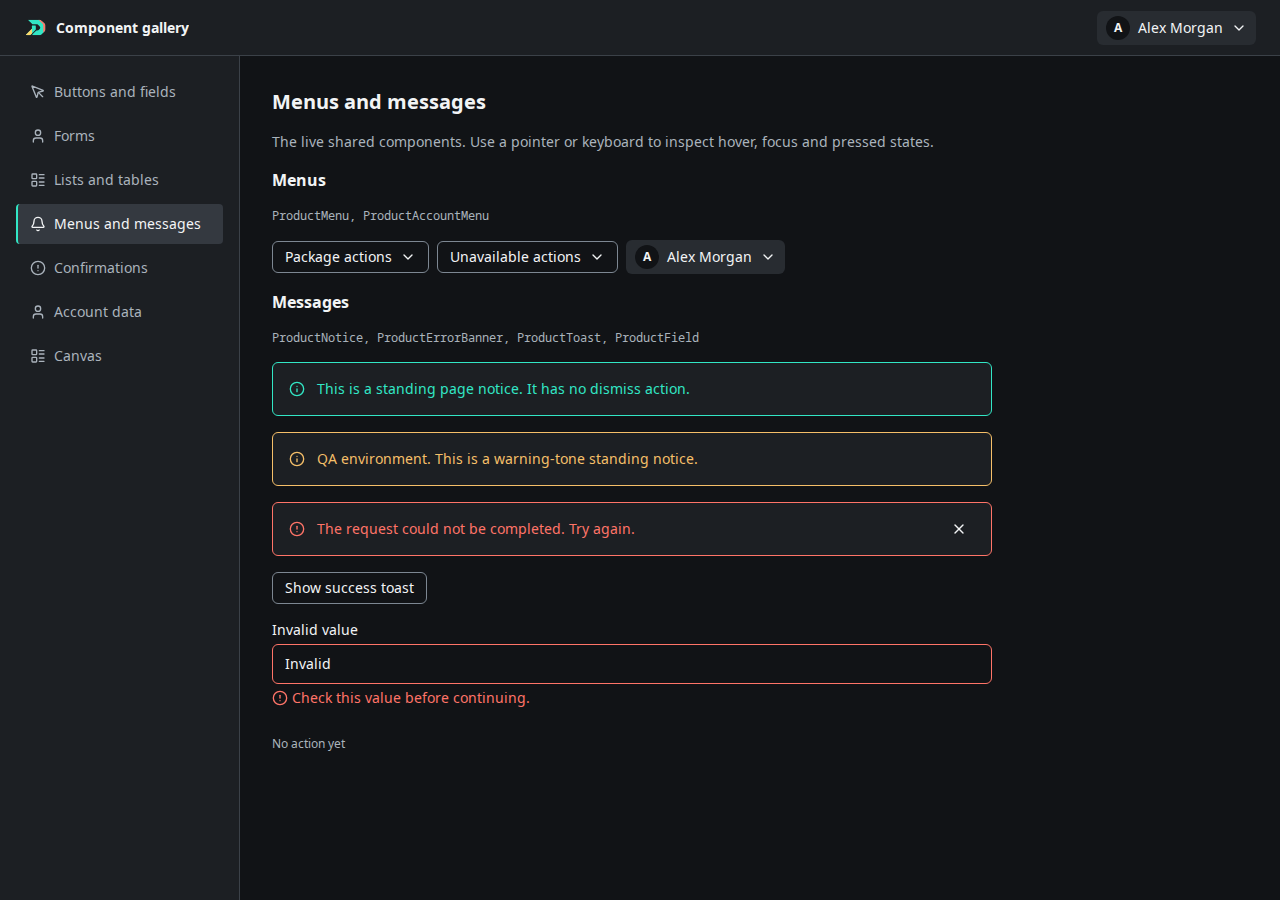 Component gallery
A Alex Morgan
Buttons and fields
Forms
Lists and tables
Menus and messages
Confirmations
Account data
Canvas
Menus and messages
The live shared components. Use a pointer or keyboard to inspect hover, focus and pressed states.
Menus
ProductMenu, ProductAccountMenu
Package actions Unavailable actions A Alex Morgan
Messages
ProductNotice, ProductErrorBanner, ProductToast, ProductField
This is a standing page notice. It has no dismiss action.
QA environment. This is a warning-tone standing notice.
The request could not be completed. Try again.
Show success toast
Invalid value
Invalid
Check this value before continuing.
No action yet